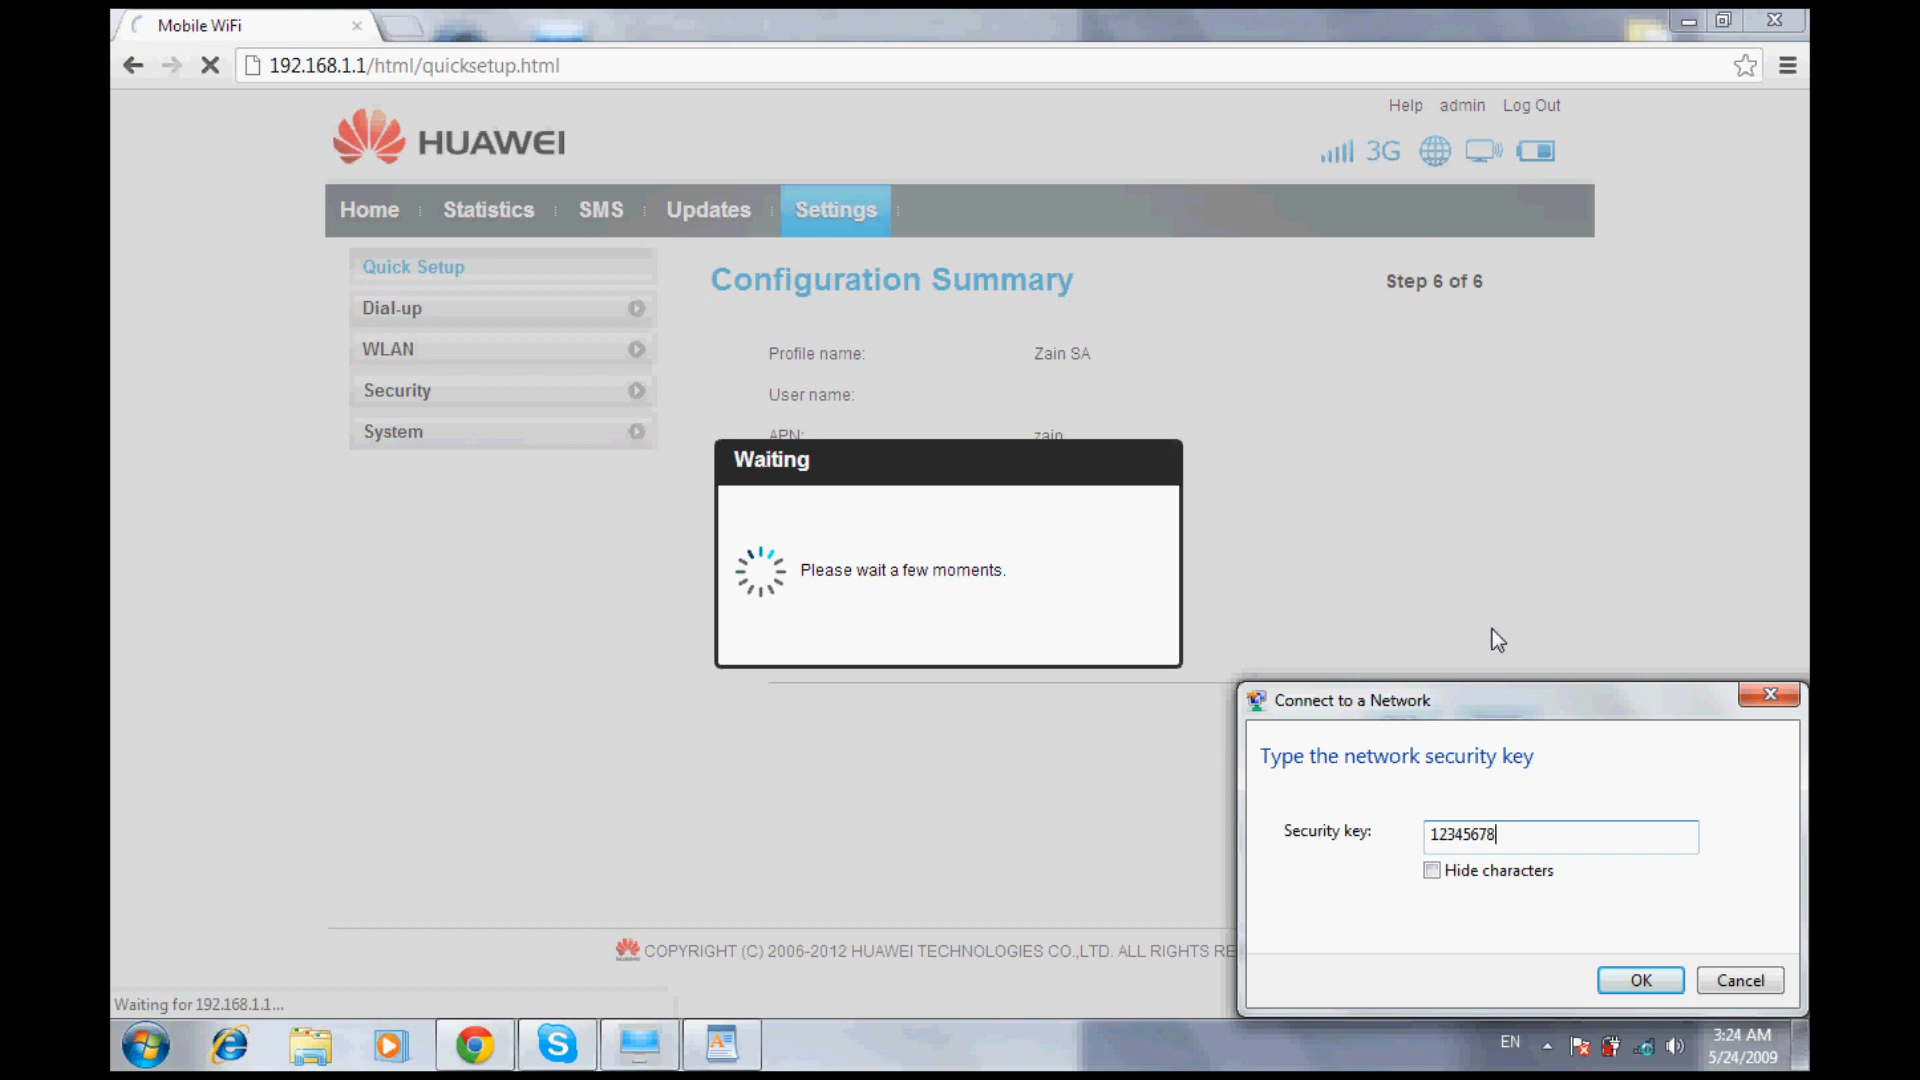 Mobile WiFi
192.168.1.1/html/quicksetup.html
Help admin Log Out
HUAWEI
3G
Home Statistics SMS Updates Settings
Quick Setup
Dial-up
WLAN
Security
System
Configuration Summary
Step 6 of 6
Profile name: Zain SA
User name:
APN: zain
Waiting
Please wait a few moments.
Connect to a Network
Type the network security key
Security key: 12345678
Hide characters
OK Cancel
COPYRIGHT (C) 2006-2012 HUAWEI TECHNOLOGIES CO.,LTD. ALL RIGHTS RE
Waiting for 192.168.1.1...
EN
3:24 AM
5/24/2009